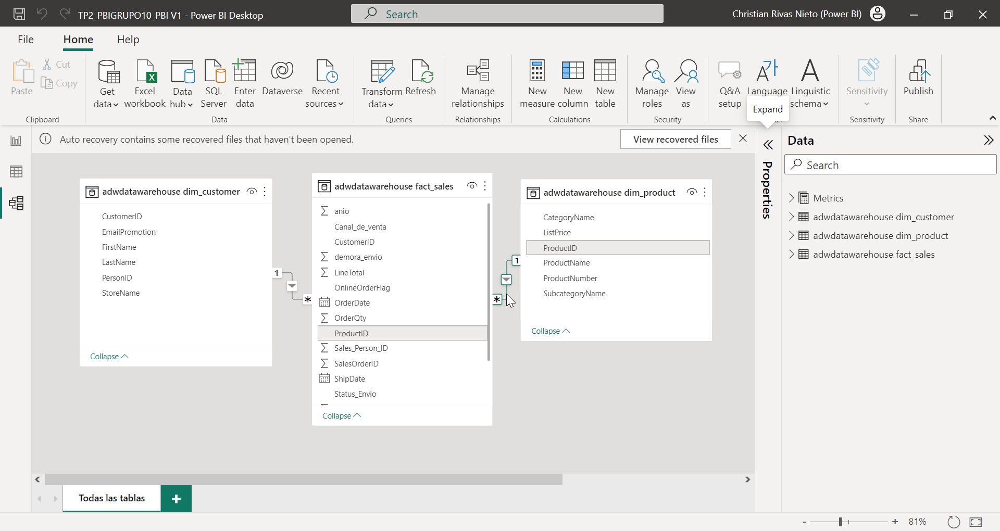 TP2_PBIGRUPO10_PBI V1 - Power BI Desktop
Search
Christian Rivas Nieto (Power BI)
File
Home
Help
Paste
Cut
Copy
Clipboard
Get data
Excel workbook
Data hub
SQL Server
Enter data
Dataverse
Recent sources
Data
Transform data
Refresh
Queries
Manage relationships
Relationships
New measure
New column
New table
Calculations
Manage roles
View as
Security
Q&A setup
Language
Linguistic schema
Expand
Sensitivity
Sensitivity
Publish
Share
Auto recovery contains some recovered files that haven't been opened.
View recovered files
adwdatawarehouse dim_customer
CustomerID
EmailPromotion
FirstName
LastName
PersonID
StoreName
Collapse
1
*
adwdatawarehouse fact_sales
anio
Canal_de_venta
CustomerID
demora_envio
LineTotal
OnlineOrderFlag
OrderDate
OrderQty
ProductID
Sales_Person_ID
SalesOrderID
ShipDate
Status_Envio
Collapse
1
*
adwdatawarehouse dim_product
CategoryName
ListPrice
ProductID
ProductName
ProductNumber
SubcategoryName
Collapse
Properties
Data
Search
Metrics
adwdatawarehouse dim_customer
adwdatawarehouse dim_product
adwdatawarehouse fact_sales
Todas las tablas
+
- + 81%